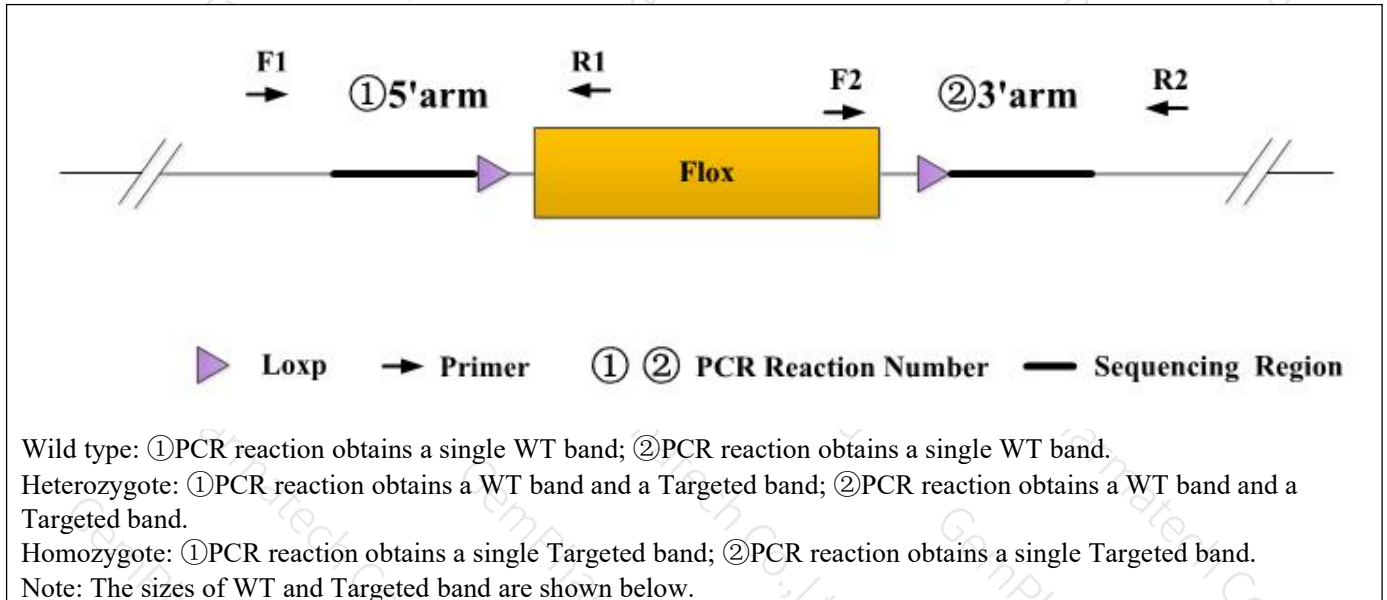 F1
①5'arm
R1
F2
②3'arm
R2
Flox
Loxp
Primer
① ② PCR Reaction Number
Sequencing Region
Wild type: ①PCR reaction obtains a single WT band; ②PCR reaction obtains a single WT band.
Heterozygote: ①PCR reaction obtains a WT band and a Targeted band; ②PCR reaction obtains a WT band and a
Targeted band.
Homozygote: ①PCR reaction obtains a single Targeted band; ②PCR reaction obtains a single Targeted band.
Note: The sizes of WT and Targeted band are shown below.